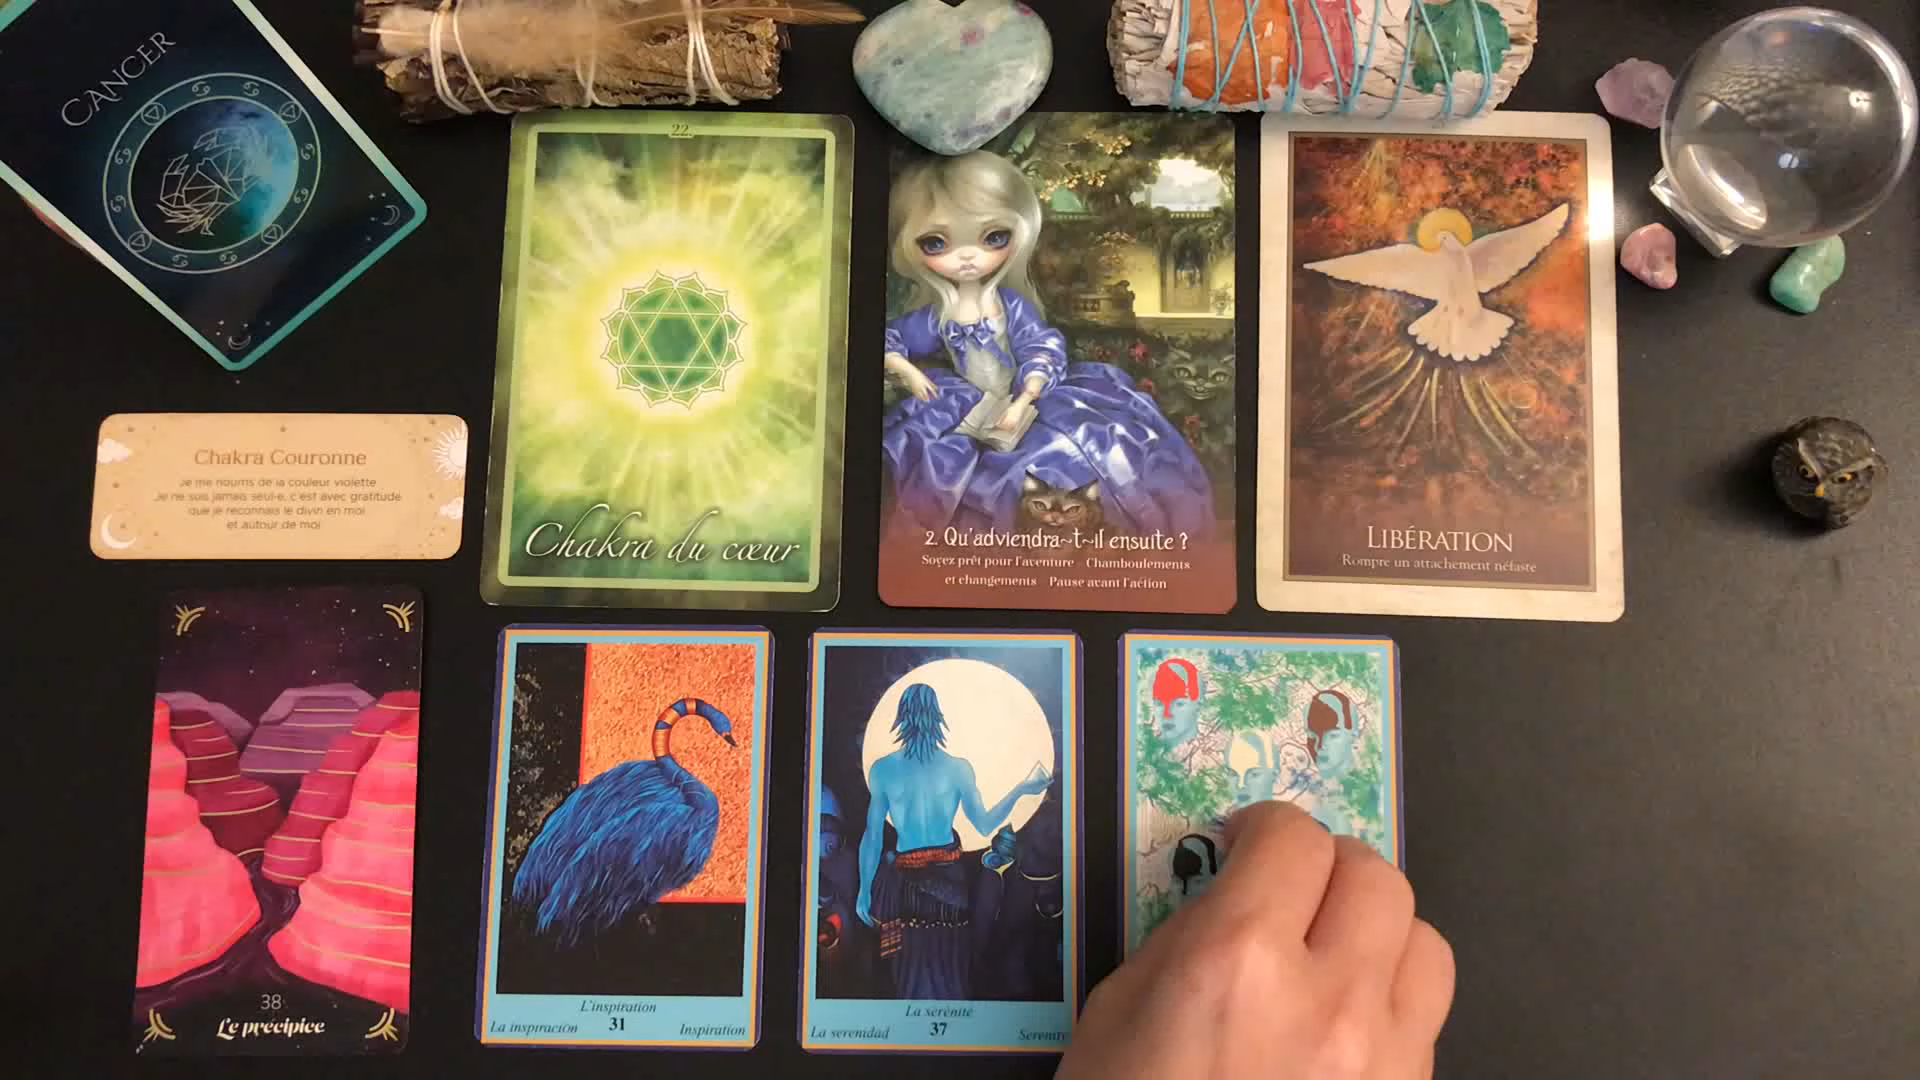 CANCER
22
Chakra du cœur
2. Qu'adviendra~t~il ensuite ?
Soyez prêt pour l'aventure - Chamboulements
et changements Pause avant l'action
LIBÉRATION
Rompre un attachement néfaste
Chakra Couronne
Je me nourris de la couleur violette
Je ne suis jamais seul-e, c'est avec gratitude
que je reconnais le divin en moi
et autour de moi
38
Le précipice
L'inspiration
La inspiración 31 Inspiration
La sérénité
La serenidad 37 Serenity